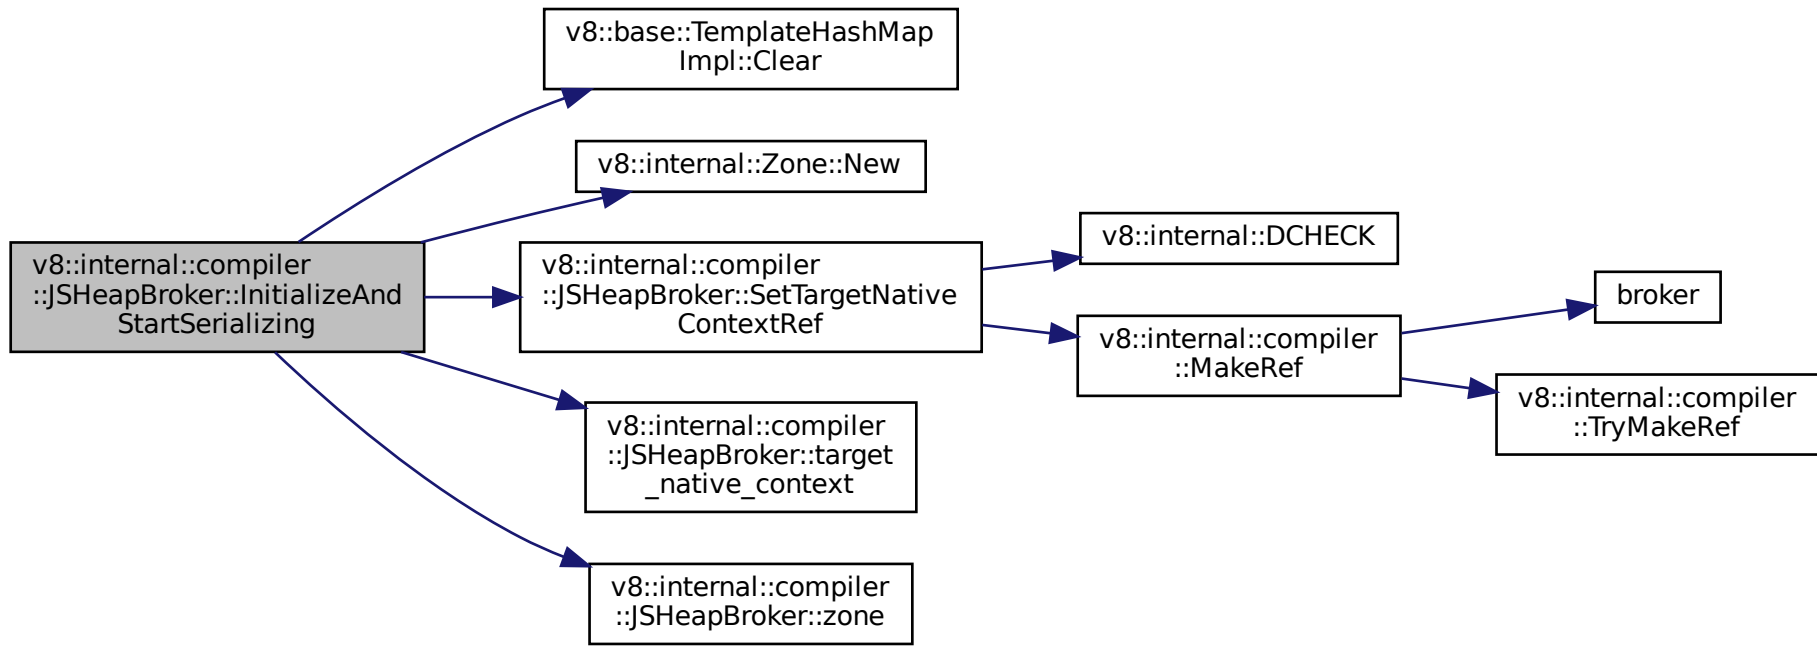 v8::base::TemplateHashMap
Impl::Clear
v8::internal::Zone::New
v8::internal::compiler
::JSHeapBroker::InitializeAnd
StartSerializing
v8::internal::compiler
::JSHeapBroker::SetTargetNative
ContextRef
v8::internal::DCHECK
v8::internal::compiler
::MakeRef
broker
v8::internal::compiler
::TryMakeRef
v8::internal::compiler
::JSHeapBroker::target
_native_context
v8::internal::compiler
::JSHeapBroker::zone